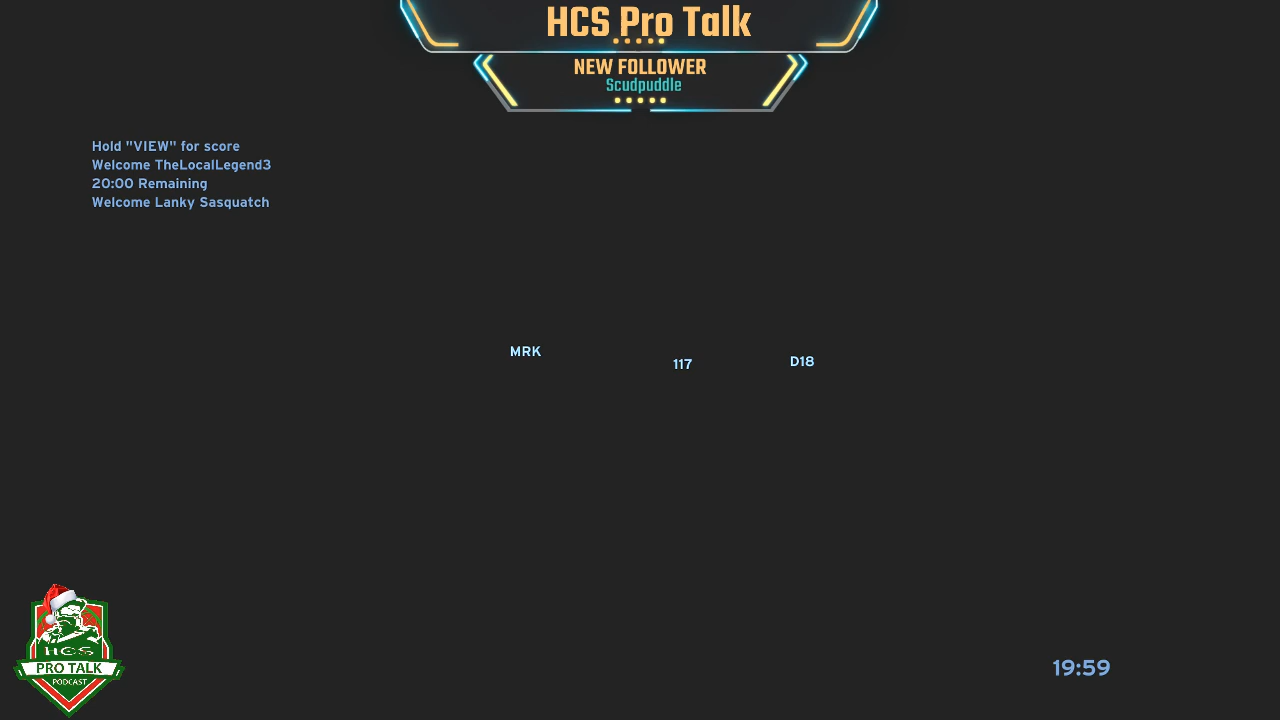 HCS Pro Talk
NEW FOLLOWER
Scudpuddle
Hold "VIEW" for score
Welcome TheLocalLegend3
20:00 Remaining
Welcome Lanky Sasquatch
MRK
117
D18
HCS
PRO TALK
PODCAST
19:59